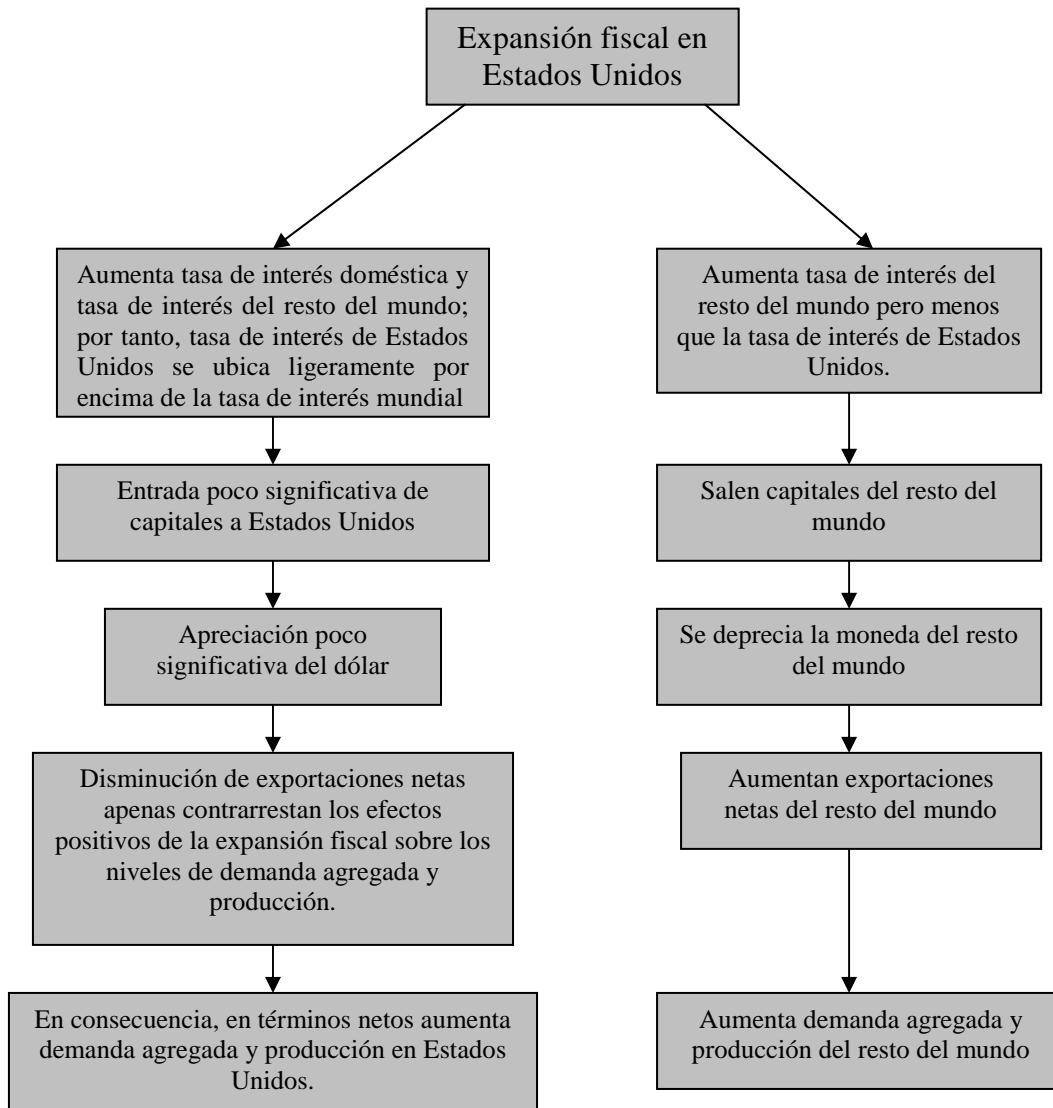 Expansión fiscal en
Estados Unidos
Aumenta tasa de interés doméstica y
tasa de interés del resto del mundo;
por tanto, tasa de interés de Estados
Unidos se ubica ligeramente por
encima de la tasa de interés mundial
Entrada poco significativa de
capitales a Estados Unidos
Apreciación poco
significativa del dólar
Disminución de exportaciones netas
apenas contrarrestan los efectos
positivos de la expansión fiscal sobre los
niveles de demanda agregada y
producción.
En consecuencia, en términos netos aumenta
demanda agregada y producción en Estados
Unidos.
Aumenta tasa de interés del
resto del mundo pero menos
que la tasa de interés de Estados
Unidos.
Salen capitales del resto del
mundo
Se deprecia la moneda del resto
del mundo
Aumentan exportaciones
netas del resto del mundo
Aumenta demanda agregada y
producción del resto del mundo